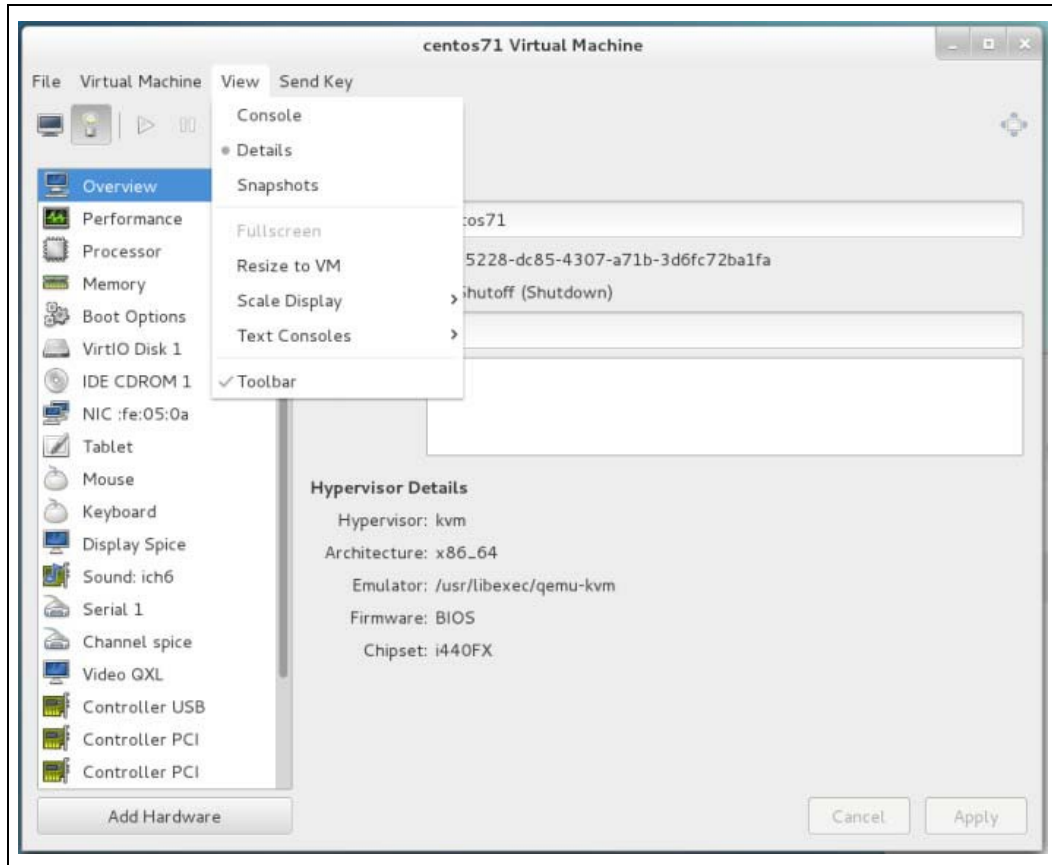 centos71 Virtual Machine
File Virtual Machine View Send Key
Console
Details
Snapshots
Fullscreen
Resize to VM
Scale Display
Text Consoles
Toolbar
Overview
Performance
Processor
Memory
Boot Options
VirtIO Disk 1
IDE CDROM 1
NIC :fe:05:0a
Tablet
Mouse
Keyboard
Display Spice
Sound: ich6
Serial 1
Channel spice
Video QXL
Controller USB
Controller PCI
Controller PCI
Add Hardware
tos71
5228-dc85-4307-a71b-3d6fc72ba1fa
Shutoff (Shutdown)
Hypervisor Details
Hypervisor: kvm
Architecture: x86_64
Emulator: /usr/libexec/qemu-kvm
Firmware: BIOS
Chipset: i440FX
Cancel Apply